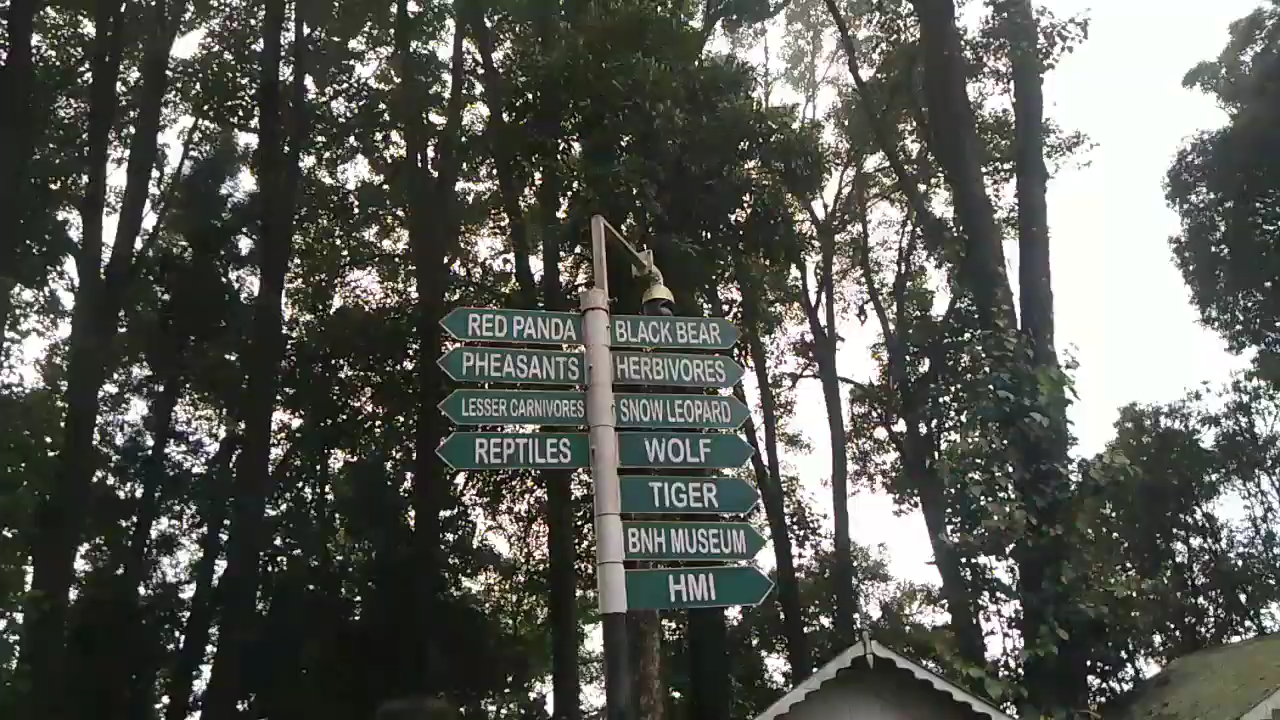 RED PANDA
BLACK BEAR
PHEASANTS
HERBIVORES
LESSER CARNIVORES
SNOW LEOPARD
REPTILES
WOLF
TIGER
BNH MUSEUM
HMI